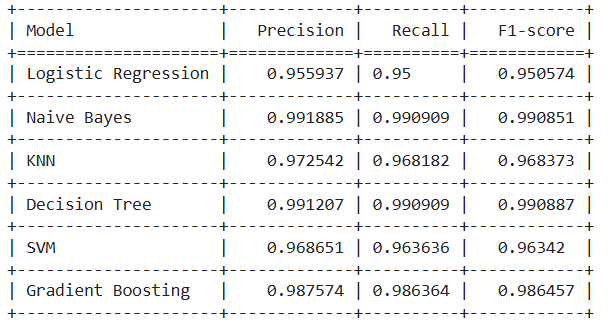 Model Precision Recall F1-score
Logistic Regression 0.955937 0.95 0.950574
Naive Bayes 0.991885 0.990909 0.990851
KNN 0.972542 0.968182 0.968373
Decision Tree 0.991207 0.990909 0.990887
SVM 0.968651 0.963636 0.96342
Gradient Boosting 0.987574 0.986364 0.986457